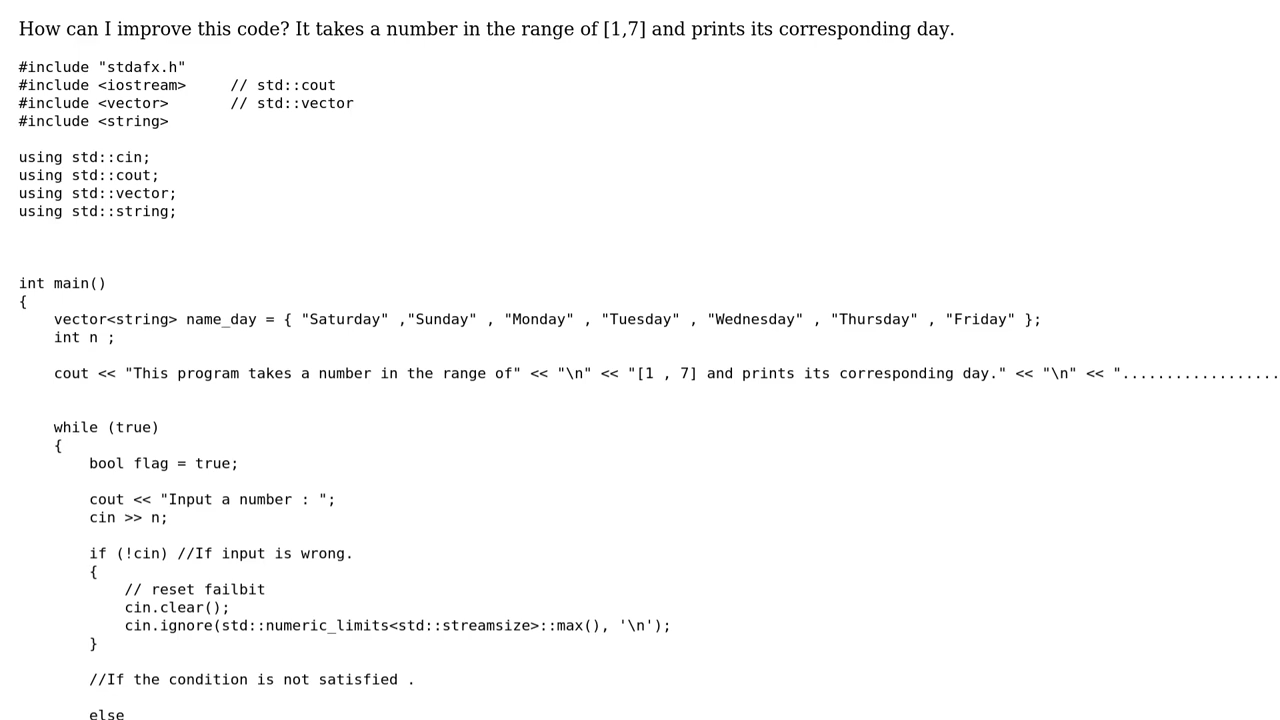 How can I improve this code? It takes a number in the range of [1,7] and prints its corresponding day.
#include "stdafx.h"
#include <iostream>     // std::cout
#include <vector>       // std::vector
#include <string>
using std::cin;
using std::cout;
using std::vector;
using std::string;
int main()
{
    vector<string> name_day = { "Saturday" ,"Sunday" , "Monday" , "Tuesday" , "Wednesday" , "Thursday" , "Friday" };
    int n ;
    cout << "This program takes a number in the range of" << "\n" << "[1 , 7] and prints its corresponding day." << "\n" << "..................
    while (true)
    {
        bool flag = true;
        cout << "Input a number : ";
        cin >> n;
        if (!cin) //If input is wrong.
        {
            // reset failbit
            cin.clear();
            cin.ignore(std::numeric_limits<std::streamsize>::max(), '\n');
        }
        //If the condition is not satisfied .
        else